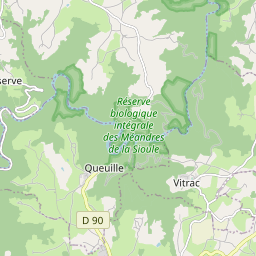 serve
Réserve
biologique
intégrale
des Méandres
de la Sioule
Queuille
Vitrac
D 90